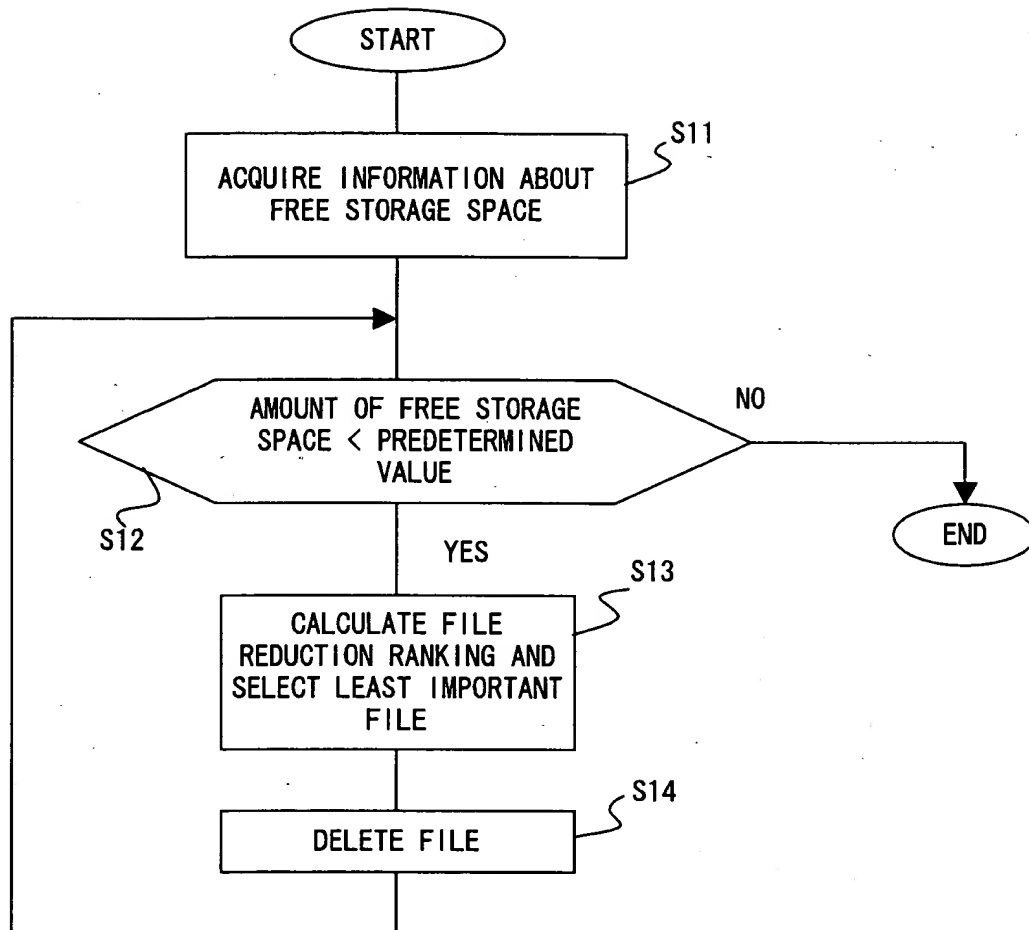 START
S11
ACQUIRE INFORMATION ABOUT
FREE STORAGE SPACE
AMOUNT OF FREE STORAGE
SPACE < PREDETERMINED
VALUE
NO
S12
END
YES
S13
CALCULATE FILE
REDUCTION RANKING AND
SELECT LEAST IMPORTANT
FILE
S14
DELETE FILE